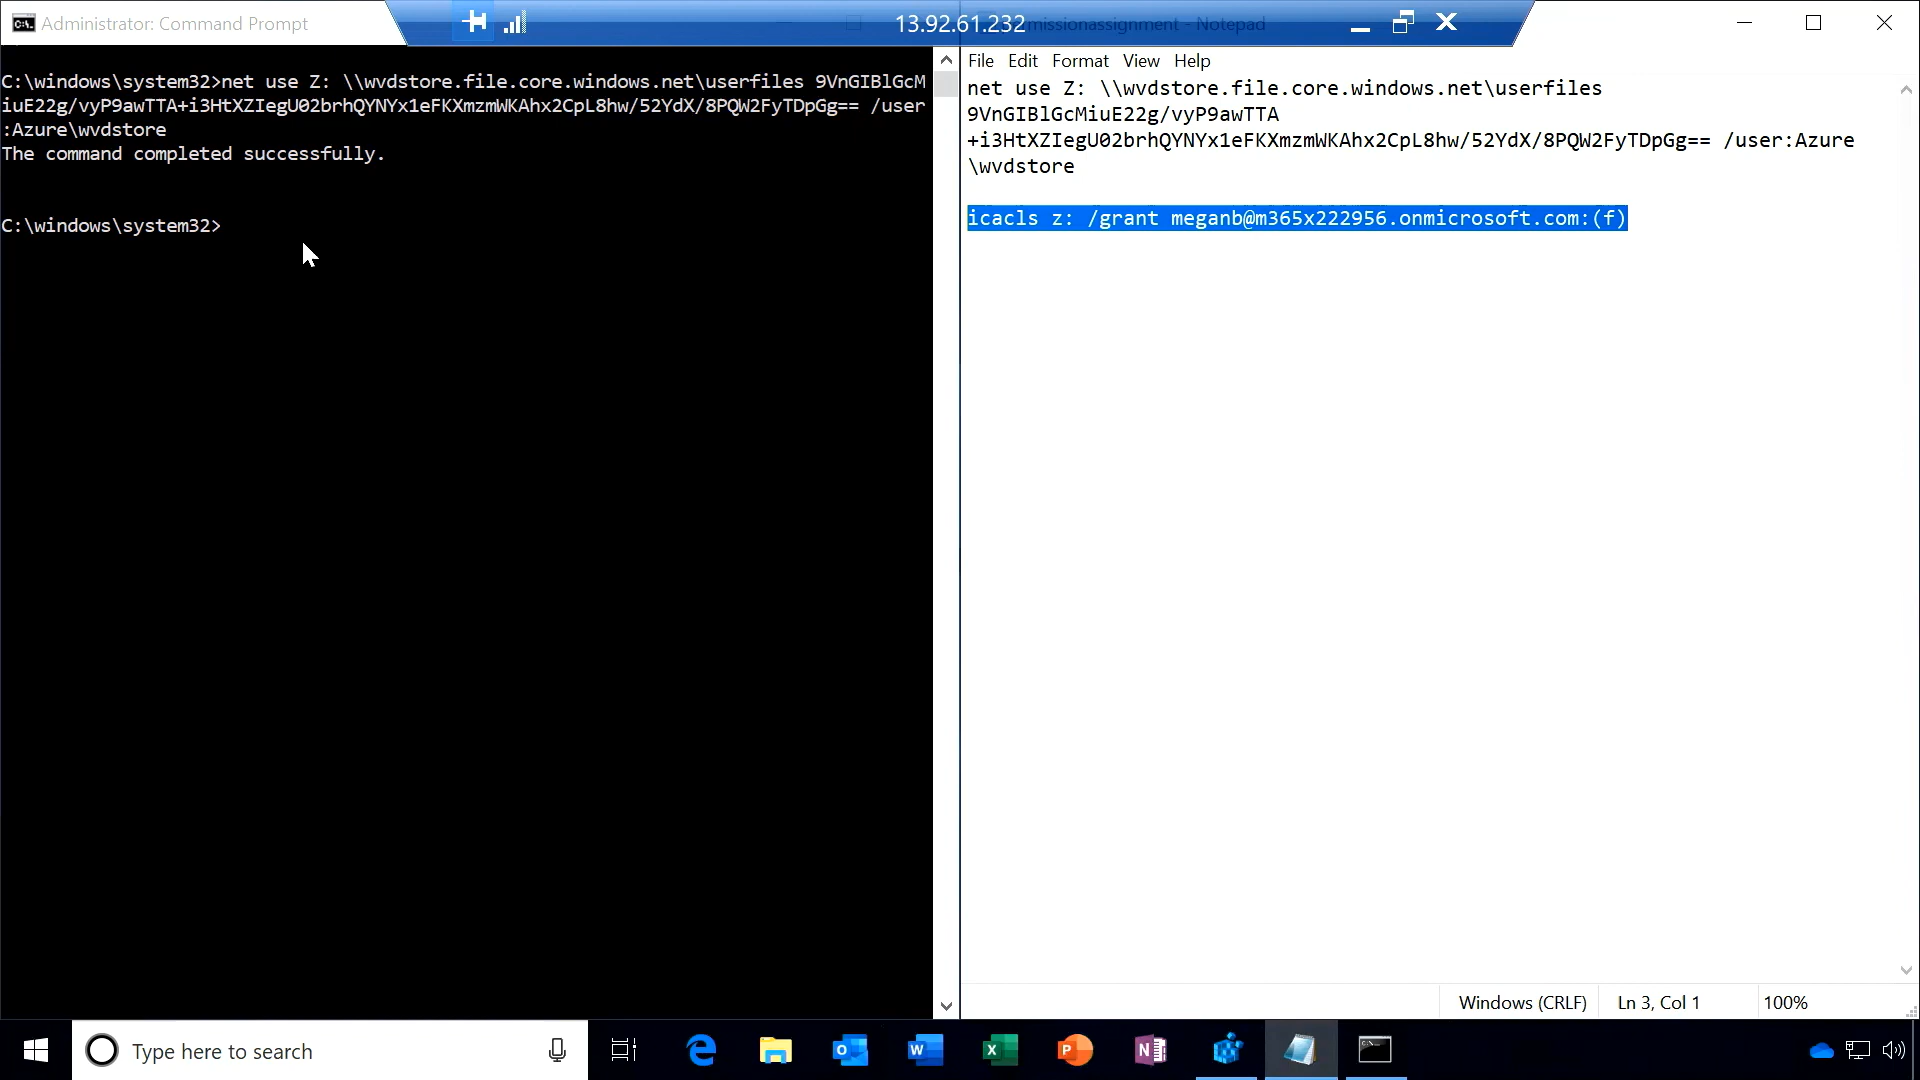 Administrator: Command Prompt
13.92.61.232
missionassignment - Notepad
C:\windows\system32>net use Z: \\wvdstore.file.core.windows.net\userfiles 9VnGIBlGcM
iuE22g/vyP9awTTA+i3HtXZIegU02brhQYNYx1eFKXmzmWKAhx2CpL8hw/52YdX/8PQW2FyTDpGg== /user
:Azure\wvdstore
The command completed successfully.
C:\windows\system32>
File Edit Format View Help
net use Z: \\wvdstore.file.core.windows.net\userfiles
9VnGIBlGcMiuE22g/vyP9awTTA
+i3HtXZIegU02brhQYNYx1eFKXmzmWKAhx2CpL8hw/52YdX/8PQW2FyTDpGg== /user:Azure
\wvdstore
icacls z: /grant meganb@m365x222956.onmicrosoft.com:(f)
Windows (CRLF) Ln 3, Col 1 100%
Type here to search